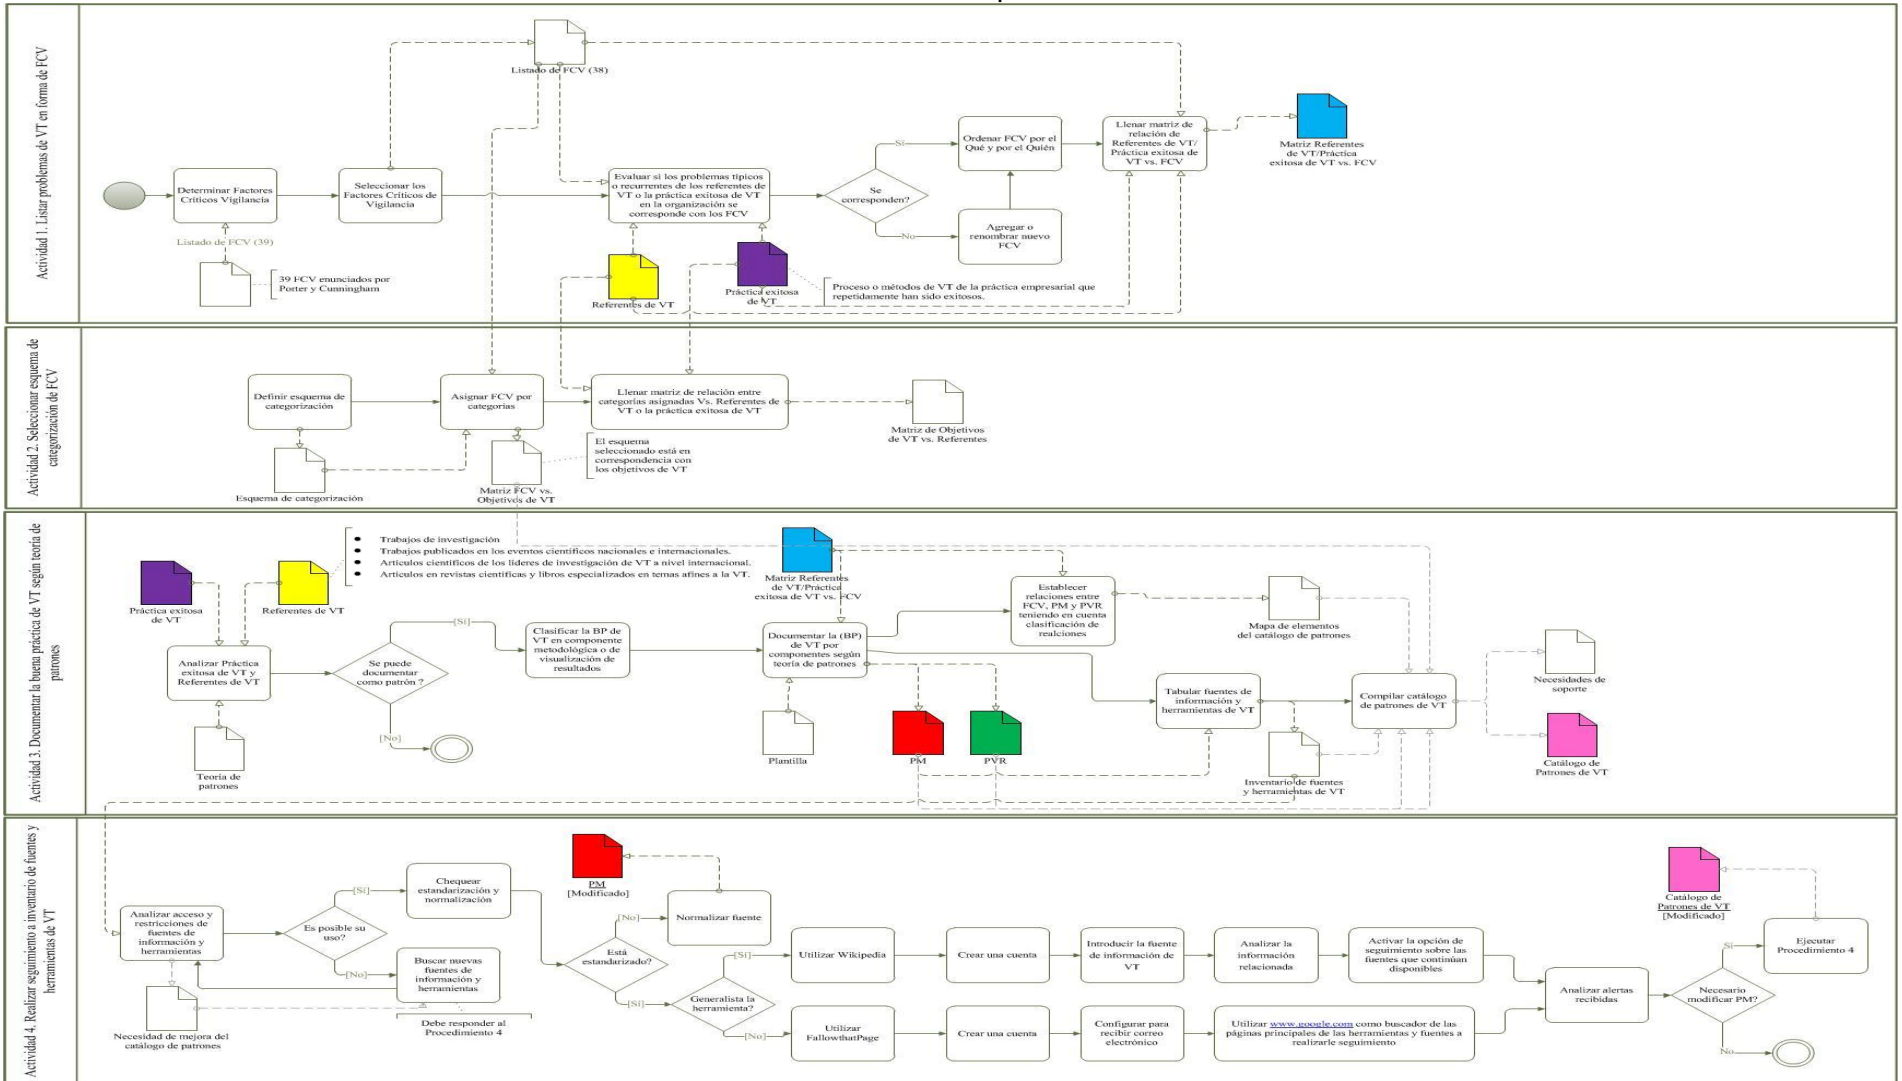 Actividad 1. Listar problemas de VT en forma de FCV
Listado de FCV (38)
Determinar Factores
Críticos Vigilancia
Seleccionar los
Factores Críticos de
Vigilancia
Evaluar si los problemas típicos
o recurrentes de los referentes de
VT o la práctica exitosa de VT
en la organización se
corresponde con los FCV
Se
corresponden?
Sí
No
Ordenar FCV por el
Qué y por el Quién
Agregar o
renombrar nuevo
FCV
Llenar matriz de
relación de
Referentes de VT/
Práctica exitosa de
VT vs. FCV
Matriz Referentes
de VT/Práctica
exitosa de VT vs. FCV
Listado de FCV (39)
39 FCV enunciados por
Porter y Cunningham
Referentes de VT
Práctica exitosa
de VT
Proceso o métodos de VT de la práctica empresarial que
repetidamente han sido exitosos.
Actividad 2. Seleccionar esquema de
categorización de FCV
Definir esquema de
categorización
Asignar FCV por
categorías
Llenar matriz de relación entre
categorías asignadas Vs. Referentes de
VT o la práctica exitosa de VT
Matriz de Objetivos
de VT vs. Referentes
Esquema de categorización
Matriz FCV vs.
Objetivos de VT
El esquema
seleccionado está en
correspondencia con
los objetivos de VT
Actividad 3. Documentar la buena práctica de VT según teoría de
patrones
Práctica exitosa
de VT
Referentes de VT
● Trabajos de investigación
● Trabajos publicados en los eventos científicos nacionales e internacionales.
● Artículos científicos de los líderes de investigación de VT a nivel internacional.
● Artículos en revistas científicas y libros especializados en temas afines a la VT.
Analizar Práctica
exitosa de VT y
Referentes de VT
Teoría de
patrones
Se puede
documentar
como patrón ?
[Sí]
[No]
Clasificar la BP de
VT en componente
metodológica o de
visualización de
resultados
Matriz Referentes
de VT/Práctica
exitosa de VT vs. FCV
Documentar la (BP)
de VT por
componentes según
teoría de patrones
Plantilla
PM
PVR
Establecer
relaciones entre
FCV, PM y PVR
teniendo en cuenta
clasificación de
realciones
Mapa de elementos
del catálogo de patrones
Tabular fuentes de
información y
herramientas de VT
Inventario de fuentes
y herramientas de VT
Compilar catálogo
de patrones de VT
Necesidades de
soporte
Catálogo de
Patrones de VT
Actividad 4. Realizar seguimiento a inventario de fuentes y
herramientas de VT
Analizar acceso y
restricciones de
fuentes de
información y
herramientas
Necesidad de mejora del
catálogo de patrones
Es posible su
uso?
[Sí]
[No]
Chequear
estandarización y
normalización
Buscar nuevas
fuentes de
información y
herramientas
Debe responder al
Procedimiento 4
PM
[Modificado]
Está
estandarizado?
[No]
[Sí]
Normalizar fuente
Generalista la
herramienta?
[Sí]
[No]
Utilizar Wikipedia
Crear una cuenta
Introducir la fuente
de información de
VT
Analizar la
información
relacionada
Activar la opción de
seguimiento sobre las
fuentes que continúan
disponibles
Utilizar
FallowthatPage
Crear una cuenta
Configurar para
recibir correo
electrónico
Utilizar www.google.com como buscador de las
páginas principales de las herramientas y fuentes a
realizarle seguimiento
Analizar alertas
recibidas
Necesario
modificar PM?
Sí
No
Ejecutar
Procedimiento 4
Catálogo de
Patrones de VT
[Modificado]